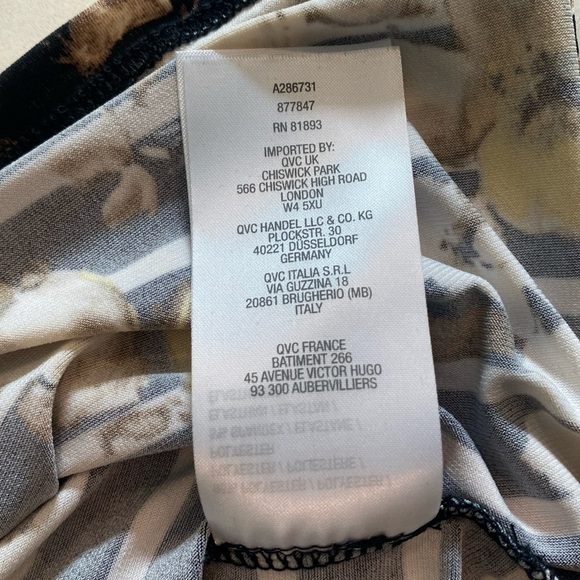 A286731
877847
RN 81893
IMPORTED BY:
QVC UK
CHISWICK PARK
566 CHISWICK HIGH ROAD
LONDON
W4 5XU
QVC HANDEL LLC & CO. KG
PLOCKSTR. 30
40221 DÜSSELDORF
GERMANY
QVC ITALIA S.R.L
VIA GUZZINA 18
20861 BRUGHERIO (MB)
ITALY
QVC FRANCE
BATIMENT 266
45 AVENUE VICTOR HUGO
93 300 AUBERVILLIERS